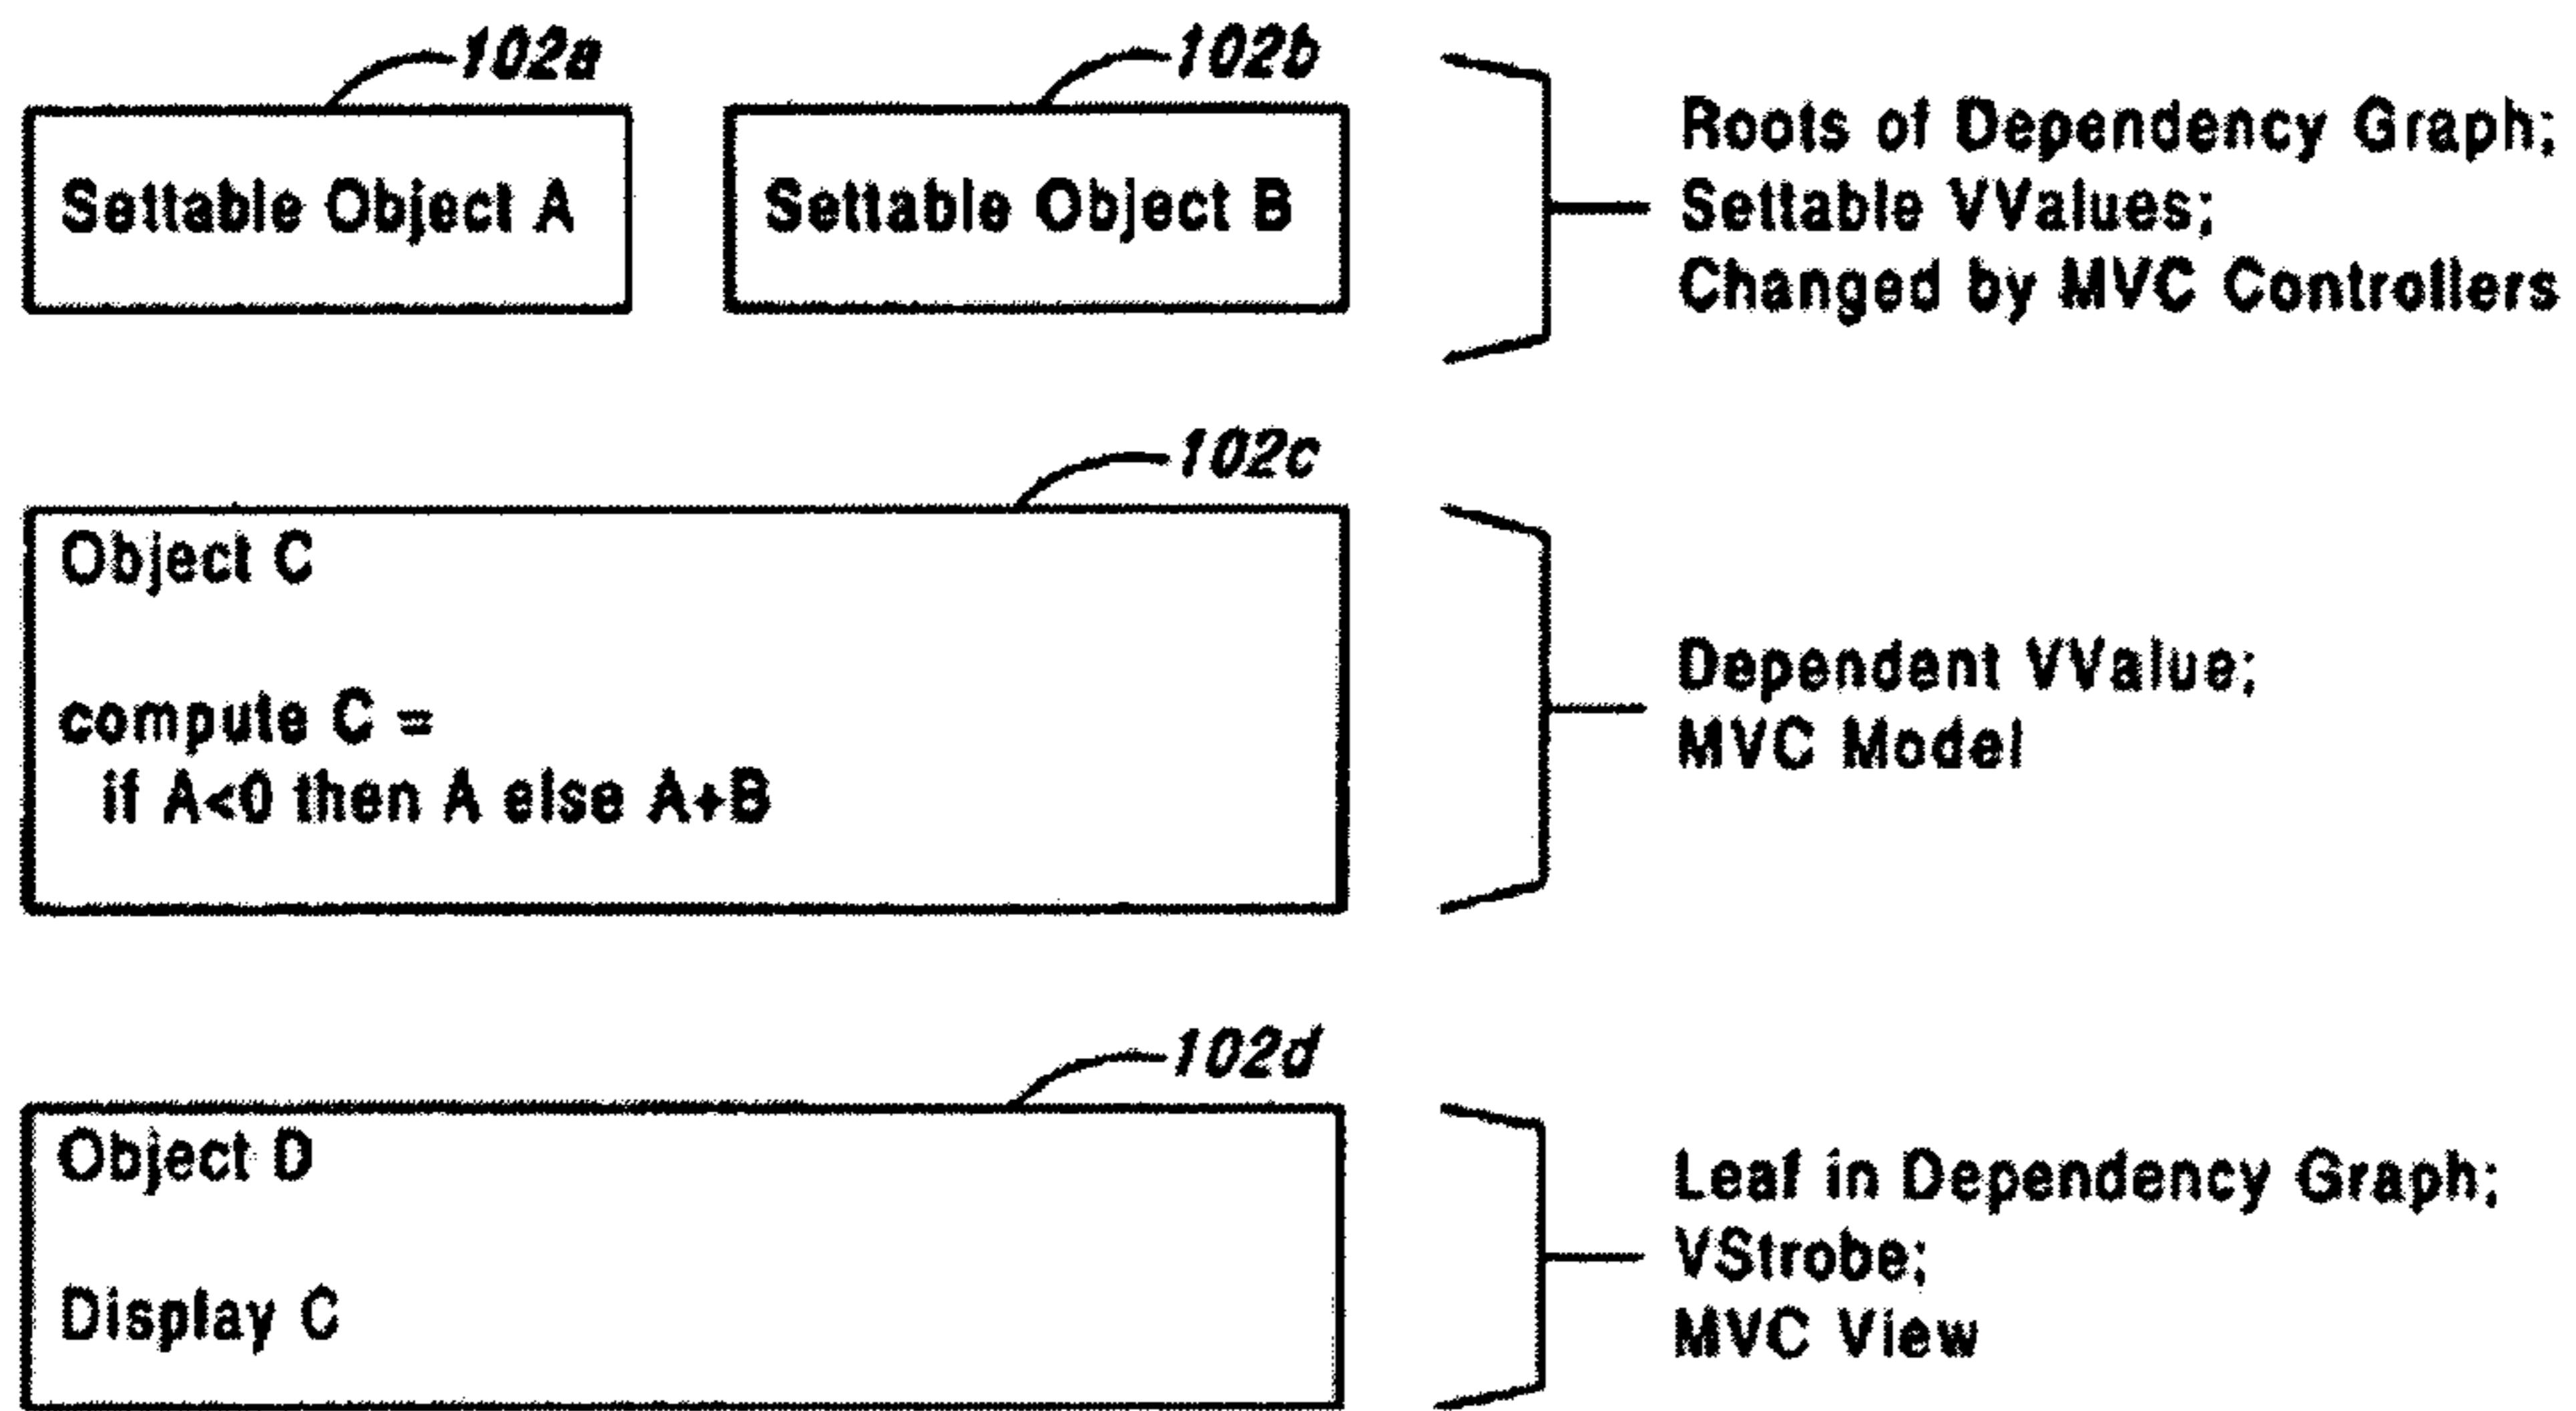 102a
102b
Settable Object A
Settable Object B
Roots of Dependency Graph;
Settable VValues;
Changed by MVC Controllers
102c
Object C
compute C =
if A<0 then A else A+B
Dependent VValue;
MVC Model
102d
Object D
Display C
Leaf in Dependency Graph;
VStrobe;
MVC View